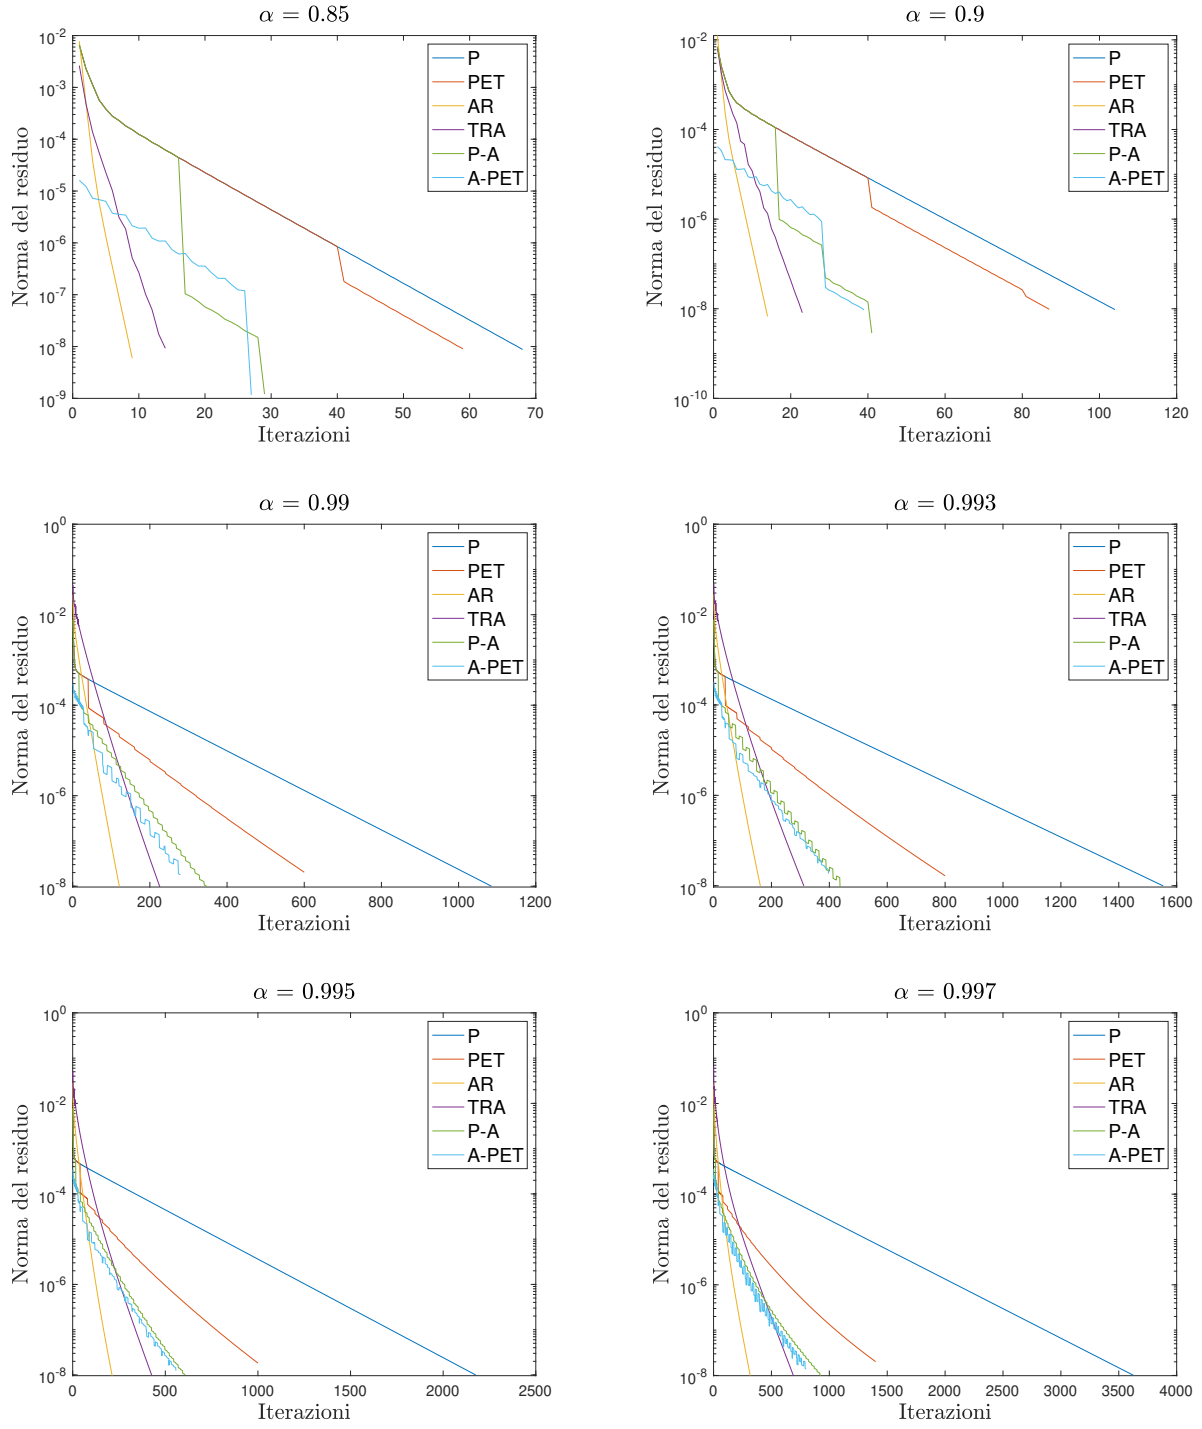 α = 0.85
Norma del residuo
10^-2
10^-3
10^-4
10^-5
10^-6
10^-7
10^-8
10^-9
P
PET
AR
TRA
P-A
A-PET
0 10 20 30 40 50 60 70
Iterazioni
α = 0.9
Norma del residuo
10^-2
10^-4
10^-6
10^-8
10^-10
P
PET
AR
TRA
P-A
A-PET
0 20 40 60 80 100 120
Iterazioni
α = 0.99
Norma del residuo
10^0
10^-2
10^-4
10^-6
10^-8
P
PET
AR
TRA
P-A
A-PET
0 200 400 600 800 1000 1200
Iterazioni
α = 0.993
Norma del residuo
10^0
10^-2
10^-4
10^-6
10^-8
P
PET
AR
TRA
P-A
A-PET
0 200 400 600 800 1000 1200 1400 1600
Iterazioni
α = 0.995
Norma del residuo
10^0
10^-2
10^-4
10^-6
10^-8
P
PET
AR
TRA
P-A
A-PET
0 500 1000 1500 2000 2500
Iterazioni
α = 0.997
Norma del residuo
10^0
10^-2
10^-4
10^-6
10^-8
P
PET
AR
TRA
P-A
A-PET
0 500 1000 1500 2000 2500 3000 3500 4000
Iterazioni